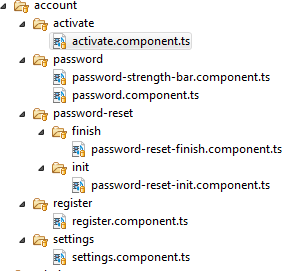 account
activate
activate.component.ts
password
password-strength-bar.component.ts
password.component.ts
password-reset
finish
password-reset-finish.component.ts
init
password-reset-init.component.ts
register
register.component.ts
settings
settings.component.ts